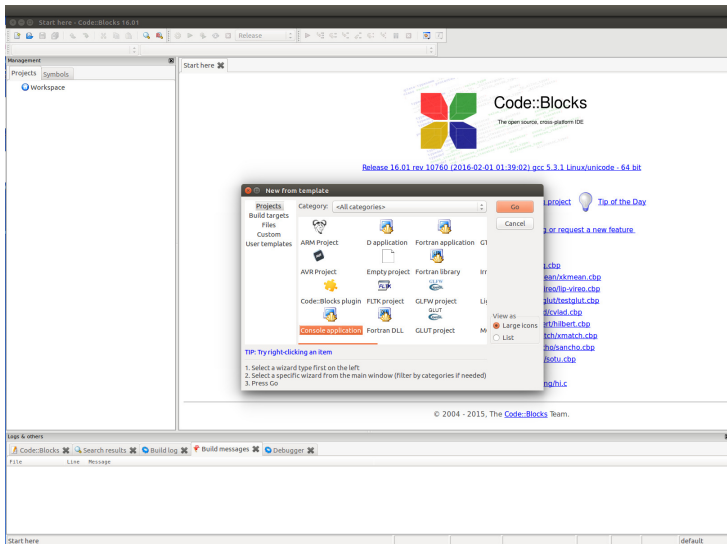 Start here - Code::Blocks 16.01
Release
Management
Projects Symbols
Workspace
Start here
Code::Blocks
The open source, cross-platform IDE
Release 16.01 rev 10760 (2016-02-01 01:39:02) gcc 5.3.1 Linux/unicode - 64 bit
project Tip of the Day
or request a new feature
New from template
Projects
Build targets
Files
Custom
User templates
Category: <All categories>
Go
Cancel
ARM Project D application Fortran application
AVR Project Empty project Fortran library
Code::Blocks plugin FLTK project GLFW project
Console application Fortran DLL GLUT project
View as
Large icons
List
TIP: Try right-clicking an item
1. Select a wizard type first on the left
2. Select a specific wizard from the main window (filter by categories if needed)
3. Press Go
.cbp
ean/xkmean.cbp
ireo/lip-vireo.cbp
glut/testglut.cbp
d/cvlad.cbp
ert/hilbert.cbp
tch/xmatch.cbp
ho/sancho.cbp
/sotu.cbp
ng/hi.c
© 2004 - 2015, The Code::Blocks Team.
Logs & others
Code::Blocks Search results Build log Build messages Debugger
File Line Message
Start here default